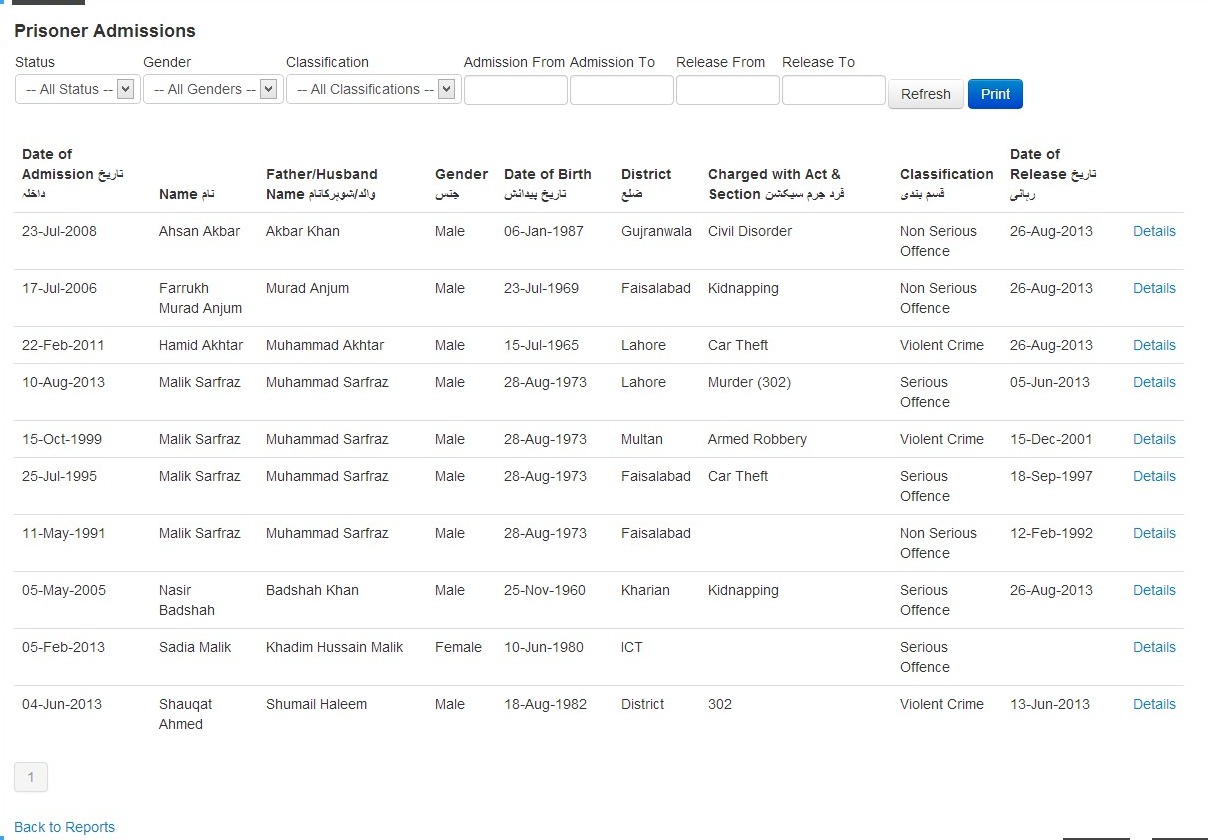 Prisoner Admissions
Status Gender Classification Admission From Admission To Release From Release To
-- All Status -- -- All Genders -- -- All Classifications -- Refresh Print
Date of Admission تاریخ داخلہ Name نام Father/Husband Name والد/شوہرکانام Gender جنس Date of Birth تاریخ پیدائش District ضلع Charged with Act & Section فرد جرم سیکشن Classification قسم بندی Date of Release تاریخ رہائی
23-Jul-2008 Ahsan Akbar Akbar Khan Male 06-Jan-1987 Gujranwala Civil Disorder Non Serious 26-Aug-2013 Details
Offence
17-Jul-2006 Farrukh Murad Anjum Male 23-Jul-1969 Faisalabad Kidnapping Non Serious 26-Aug-2013 Details
Murad Anjum Offence
22-Feb-2011 Hamid Akhtar Muhammad Akhtar Male 15-Jul-1965 Lahore Car Theft Violent Crime 26-Aug-2013 Details
10-Aug-2013 Malik Sarfraz Muhammad Sarfraz Male 28-Aug-1973 Lahore Murder (302) Serious 05-Jun-2013 Details
Offence
15-Oct-1999 Malik Sarfraz Muhammad Sarfraz Male 28-Aug-1973 Multan Armed Robbery Violent Crime 15-Dec-2001 Details
25-Jul-1995 Malik Sarfraz Muhammad Sarfraz Male 28-Aug-1973 Faisalabad Car Theft Serious 18-Sep-1997 Details
Offence
11-May-1991 Malik Sarfraz Muhammad Sarfraz Male 28-Aug-1973 Faisalabad Non Serious 12-Feb-1992 Details
Offence
05-May-2005 Nasir Badshah Khan Male 25-Nov-1960 Kharian Kidnapping Serious 26-Aug-2013 Details
Badshah Offence
05-Feb-2013 Sadia Malik Khadim Hussain Malik Female 10-Jun-1980 ICT Serious Details
Offence
04-Jun-2013 Shauqat Shumail Haleem Male 18-Aug-1982 District 302 Violent Crime 13-Jun-2013 Details
Ahmed
1
Back to Reports